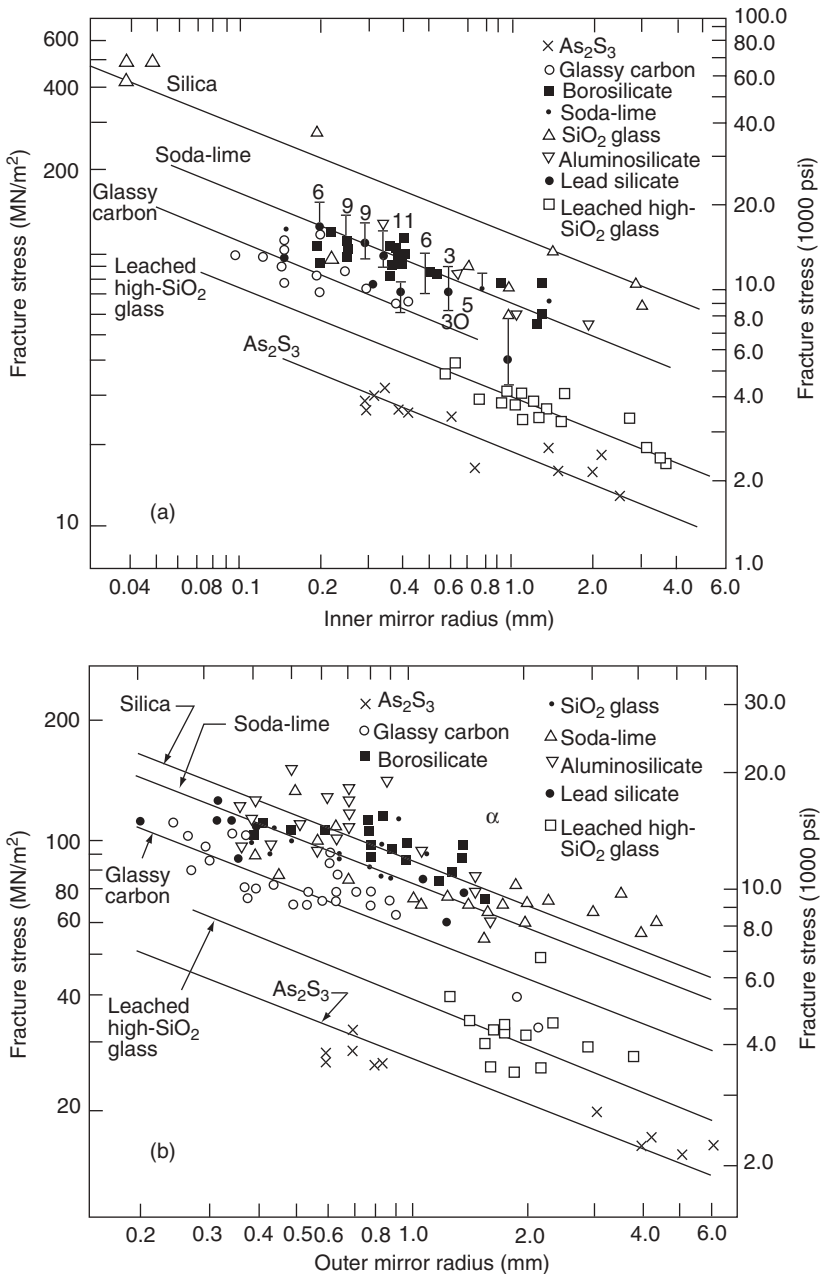 (a)
Fracture stress (MN/m²)
600
400
200
10
100.0
80.0
60.0
40.0
20.0
10.0
8.0
6.0
4.0
2.0
1.0
Fracture stress (1000 psi)
As₂S₃
Glassy carbon
Borosilicate
Soda-lime
SiO₂ glass
Aluminosilicate
Lead silicate
Leached high-
SiO₂ glass
Silica
Soda-lime
Glassy
carbon
Leached
high-SiO₂
glass
As₂S₃
6
9
9
11
6
3
5
3O
0.04 0.06 0.1 0.2 0.4 0.6 1.0 2.0 4.0 6.0
Inner mirror radius (mm)
(b)
Fracture stress (MN/m²)
200
100
80
60
40
20
30.0
20.0
10.0
8.0
6.0
4.0
2.0
Fracture stress (1000 psi)
Silica
Soda-lime
As₂S₃
Glassy carbon
Borosilicate
SiO₂ glass
Soda-lime
Aluminosilicate
Lead silicate
Leached high-
SiO₂ glass
α
Glassy
carbon
Leached
high-SiO₂
glass
As₂S₃
0.2 0.3 0.4 0.5 0.6 0.8 1.0 2.0 4.0 6.0
Outer mirror radius (mm)